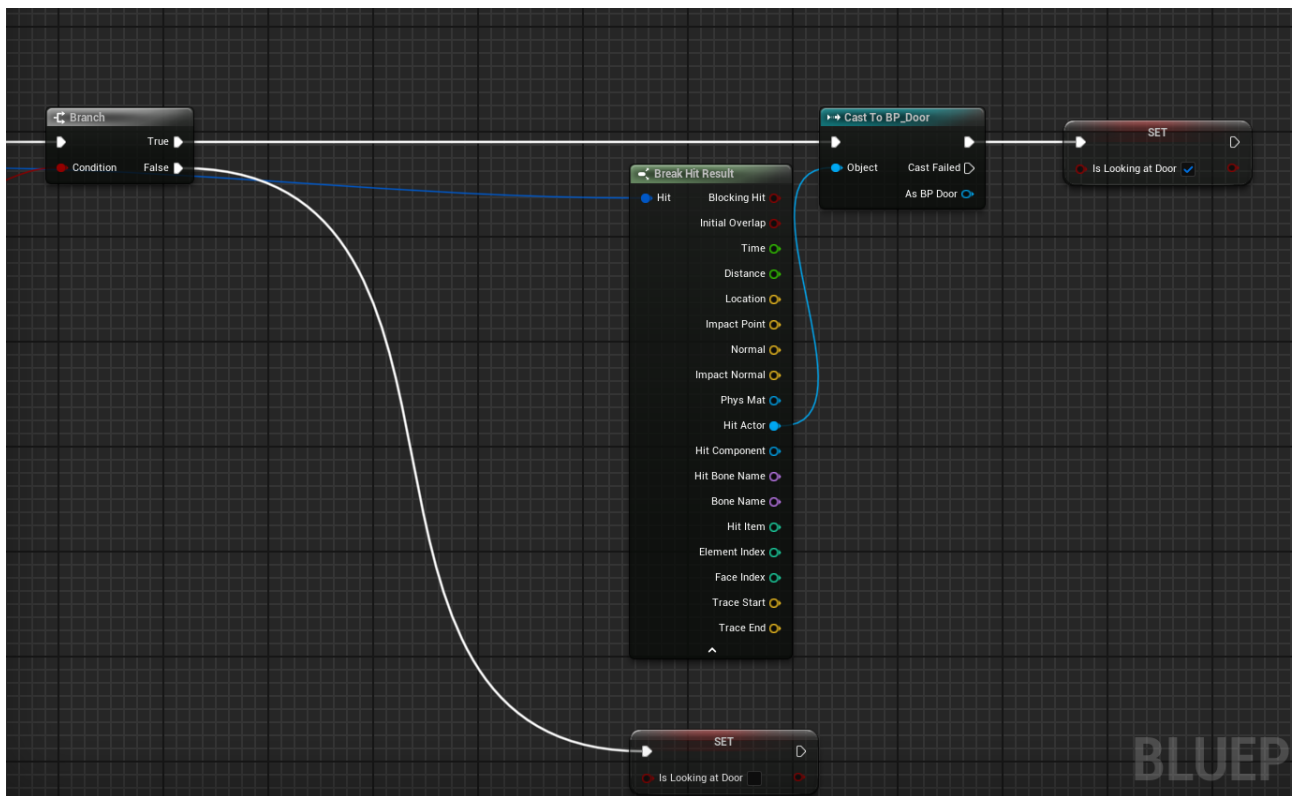 Branch
True
Condition
False
Break Hit Result
Hit
Blocking Hit
Initial Overlap
Time
Distance
Location
Impact Point
Normal
Impact Normal
Phys Mat
Hit Actor
Hit Component
Hit Bone Name
Bone Name
Hit Item
Element Index
Face Index
Trace Start
Trace End
Cast To BP_Door
Object
Cast Failed
As BP Door
SET
Is Looking at Door
SET
Is Looking at Door
BLUEP